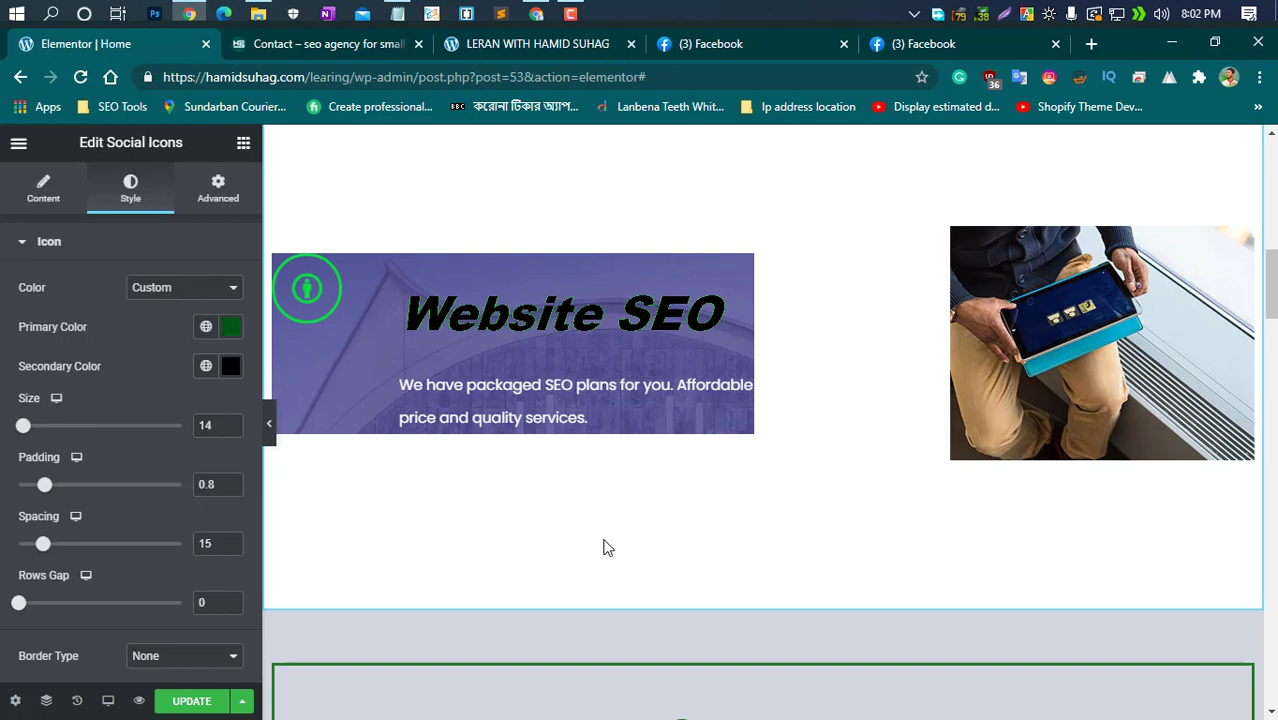 79
38
8:02 PM
Elementor | Home
Contact – seo agency for small
LERAN WITH HAMID SUHAG
(3) Facebook
(3) Facebook
https://hamidsuhag.com/learing/wp-admin/post.php?post=53&action=elementor#
36
Apps
SEO Tools
Sundarban Courier...
Create professional...
করোনা টিকার অ্যাপ...
Lanbena Teeth Whit...
Ip address location
Display estimated d...
Shopify Theme Dev...
»
Edit Social Icons
Content
Style
Advanced
Icon
Color
Custom
Primary Color
Secondary Color
Size
14
Padding
0.8
Spacing
15
Rows Gap
0
Border Type
None
UPDATE
Website SEO
We have packaged SEO plans for you. Affordable
price and quality services.